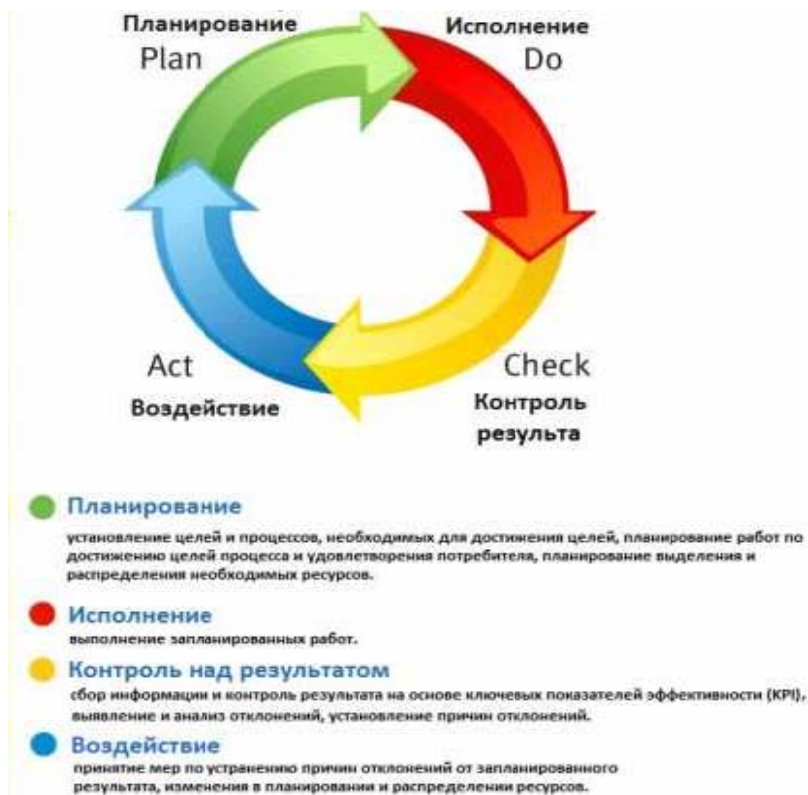 Планирование
Plan
Исполнение
Do
Act
Воздействие
Check
Контроль
результа
Планирование
установление целей и процессов, необходимых для достижения целей, планирование работ по
достижению целей процесса и удовлетворения потребителя, планирование выделения и
распределения необходимых ресурсов.
Исполнение
выполнение запланированных работ.
Контроль над результатом
сбор информации и контроль результата на основе ключевых показателей эффективности (KPI),
выявление и анализ отклонений, установление причин отклонений.
Воздействие
принятие мер по устранению причин отклонений от запланированного
результата, изменения в планировании и распределении ресурсов.